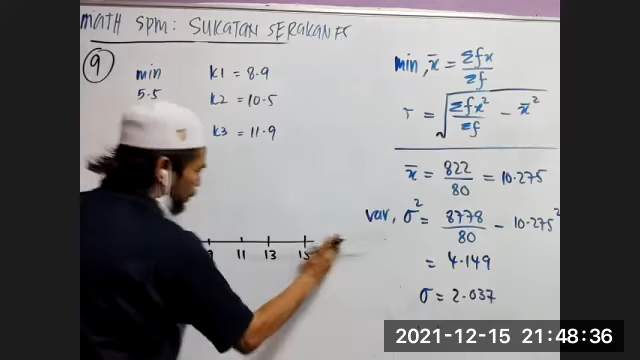 math SPM: SUKATAN SERAKAN F5
9
min
5.5
K1 = 8.9
K2 = 10.5
K3 = 11.9
11 13 15
min, x̄ = Σfx / Σf
σ = √(Σfx² / Σf − x̄²)
x̄ = 822 / 80 = 10.275
var, σ² = 8778 / 80 − 10.275²
= 4.149
σ = 2.037
2021-12-15 21:48:36